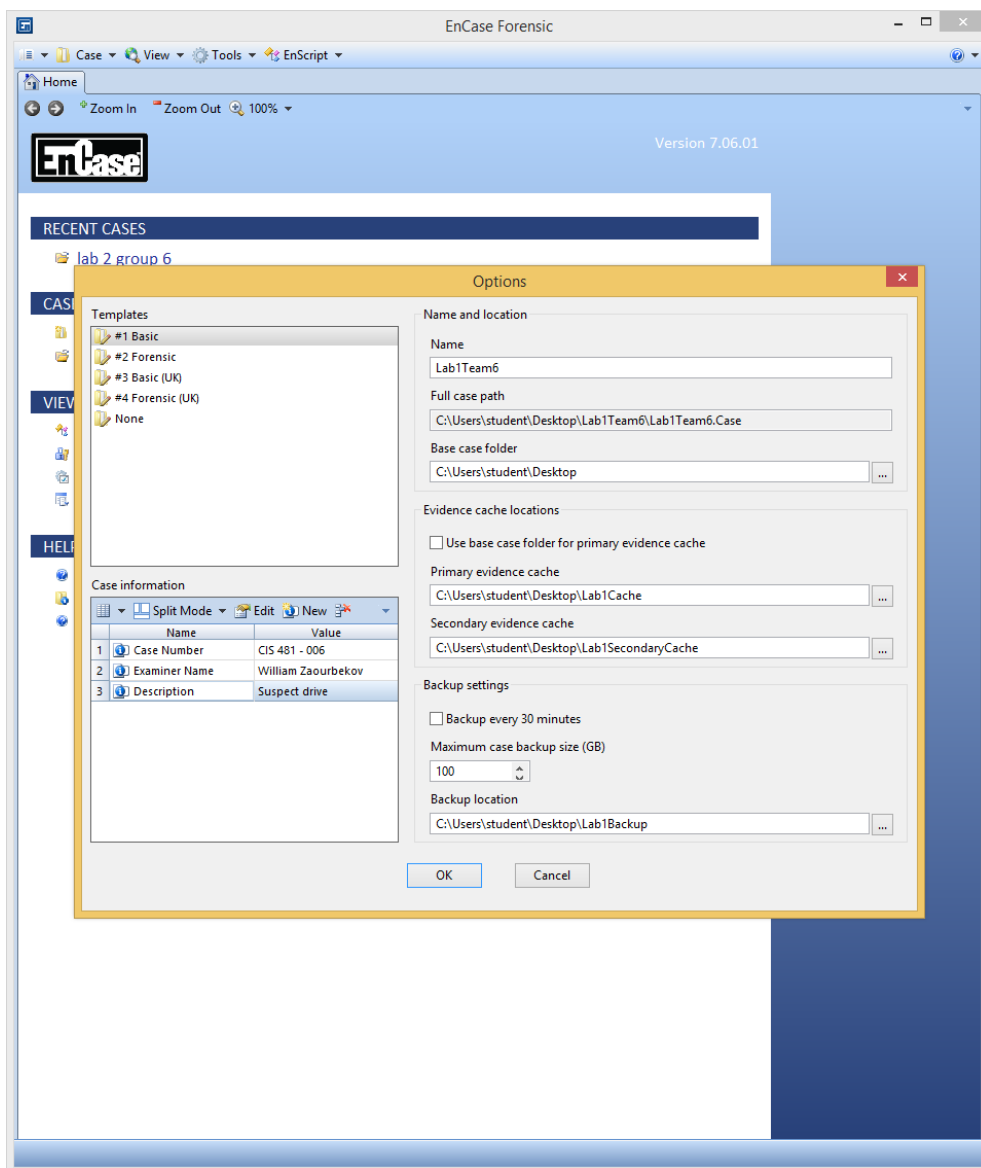 EnCase Forensic
Case View Tools EnScript
Home
Zoom In Zoom Out 100%
EnCase
Version 7.06.01
RECENT CASES
lab 2 group 6
Options
CAS
VIEW
HELP
Templates
#1 Basic
#2 Forensic
#3 Basic (UK)
#4 Forensic (UK)
None
Case information
Split Mode Edit New
Name Value
1 Case Number CIS 481 - 006
2 Examiner Name William Zaourbekov
3 Description Suspect drive
Name and location
Name
Lab1Team6
Full case path
C:\Users\student\Desktop\Lab1Team6\Lab1Team6.Case
Base case folder
C:\Users\student\Desktop
...
Evidence cache locations
Use base case folder for primary evidence cache
Primary evidence cache
C:\Users\student\Desktop\Lab1Cache
...
Secondary evidence cache
C:\Users\student\Desktop\Lab1SecondaryCache
...
Backup settings
Backup every 30 minutes
Maximum case backup size (GB)
100
Backup location
C:\Users\student\Desktop\Lab1Backup
...
OK Cancel